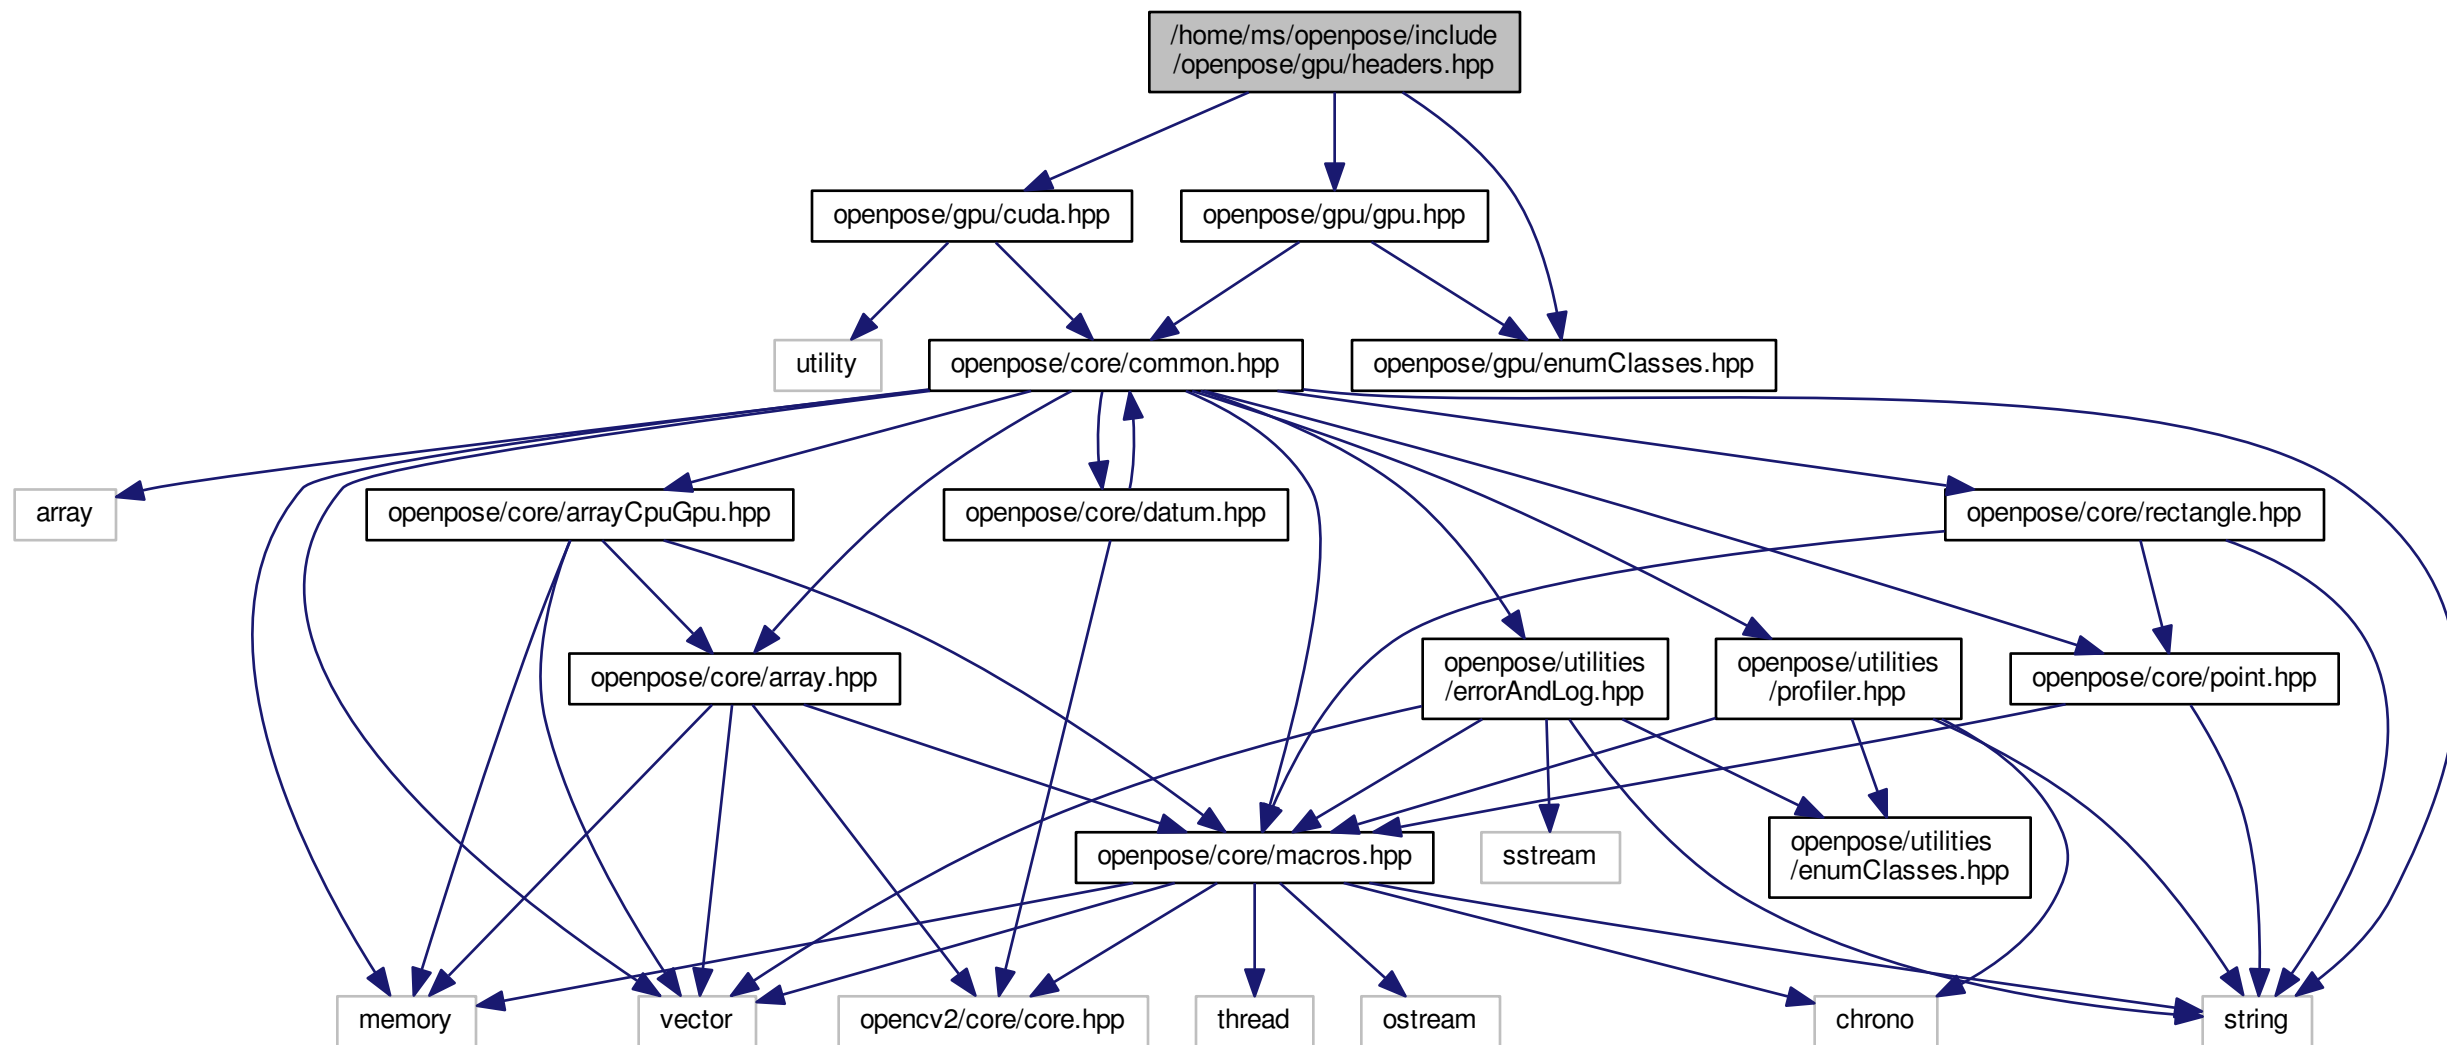 /home/ms/openpose/include
/openpose/gpu/headers.hpp
openpose/gpu/cuda.hpp
openpose/gpu/gpu.hpp
utility
openpose/core/common.hpp
openpose/gpu/enumClasses.hpp
array
openpose/core/arrayCpuGpu.hpp
openpose/core/datum.hpp
openpose/core/rectangle.hpp
openpose/core/array.hpp
openpose/utilities
/errorAndLog.hpp
openpose/utilities
/profiler.hpp
openpose/core/point.hpp
openpose/core/macros.hpp
sstream
openpose/utilities
/enumClasses.hpp
memory
vector
opencv2/core/core.hpp
thread
ostream
chrono
string